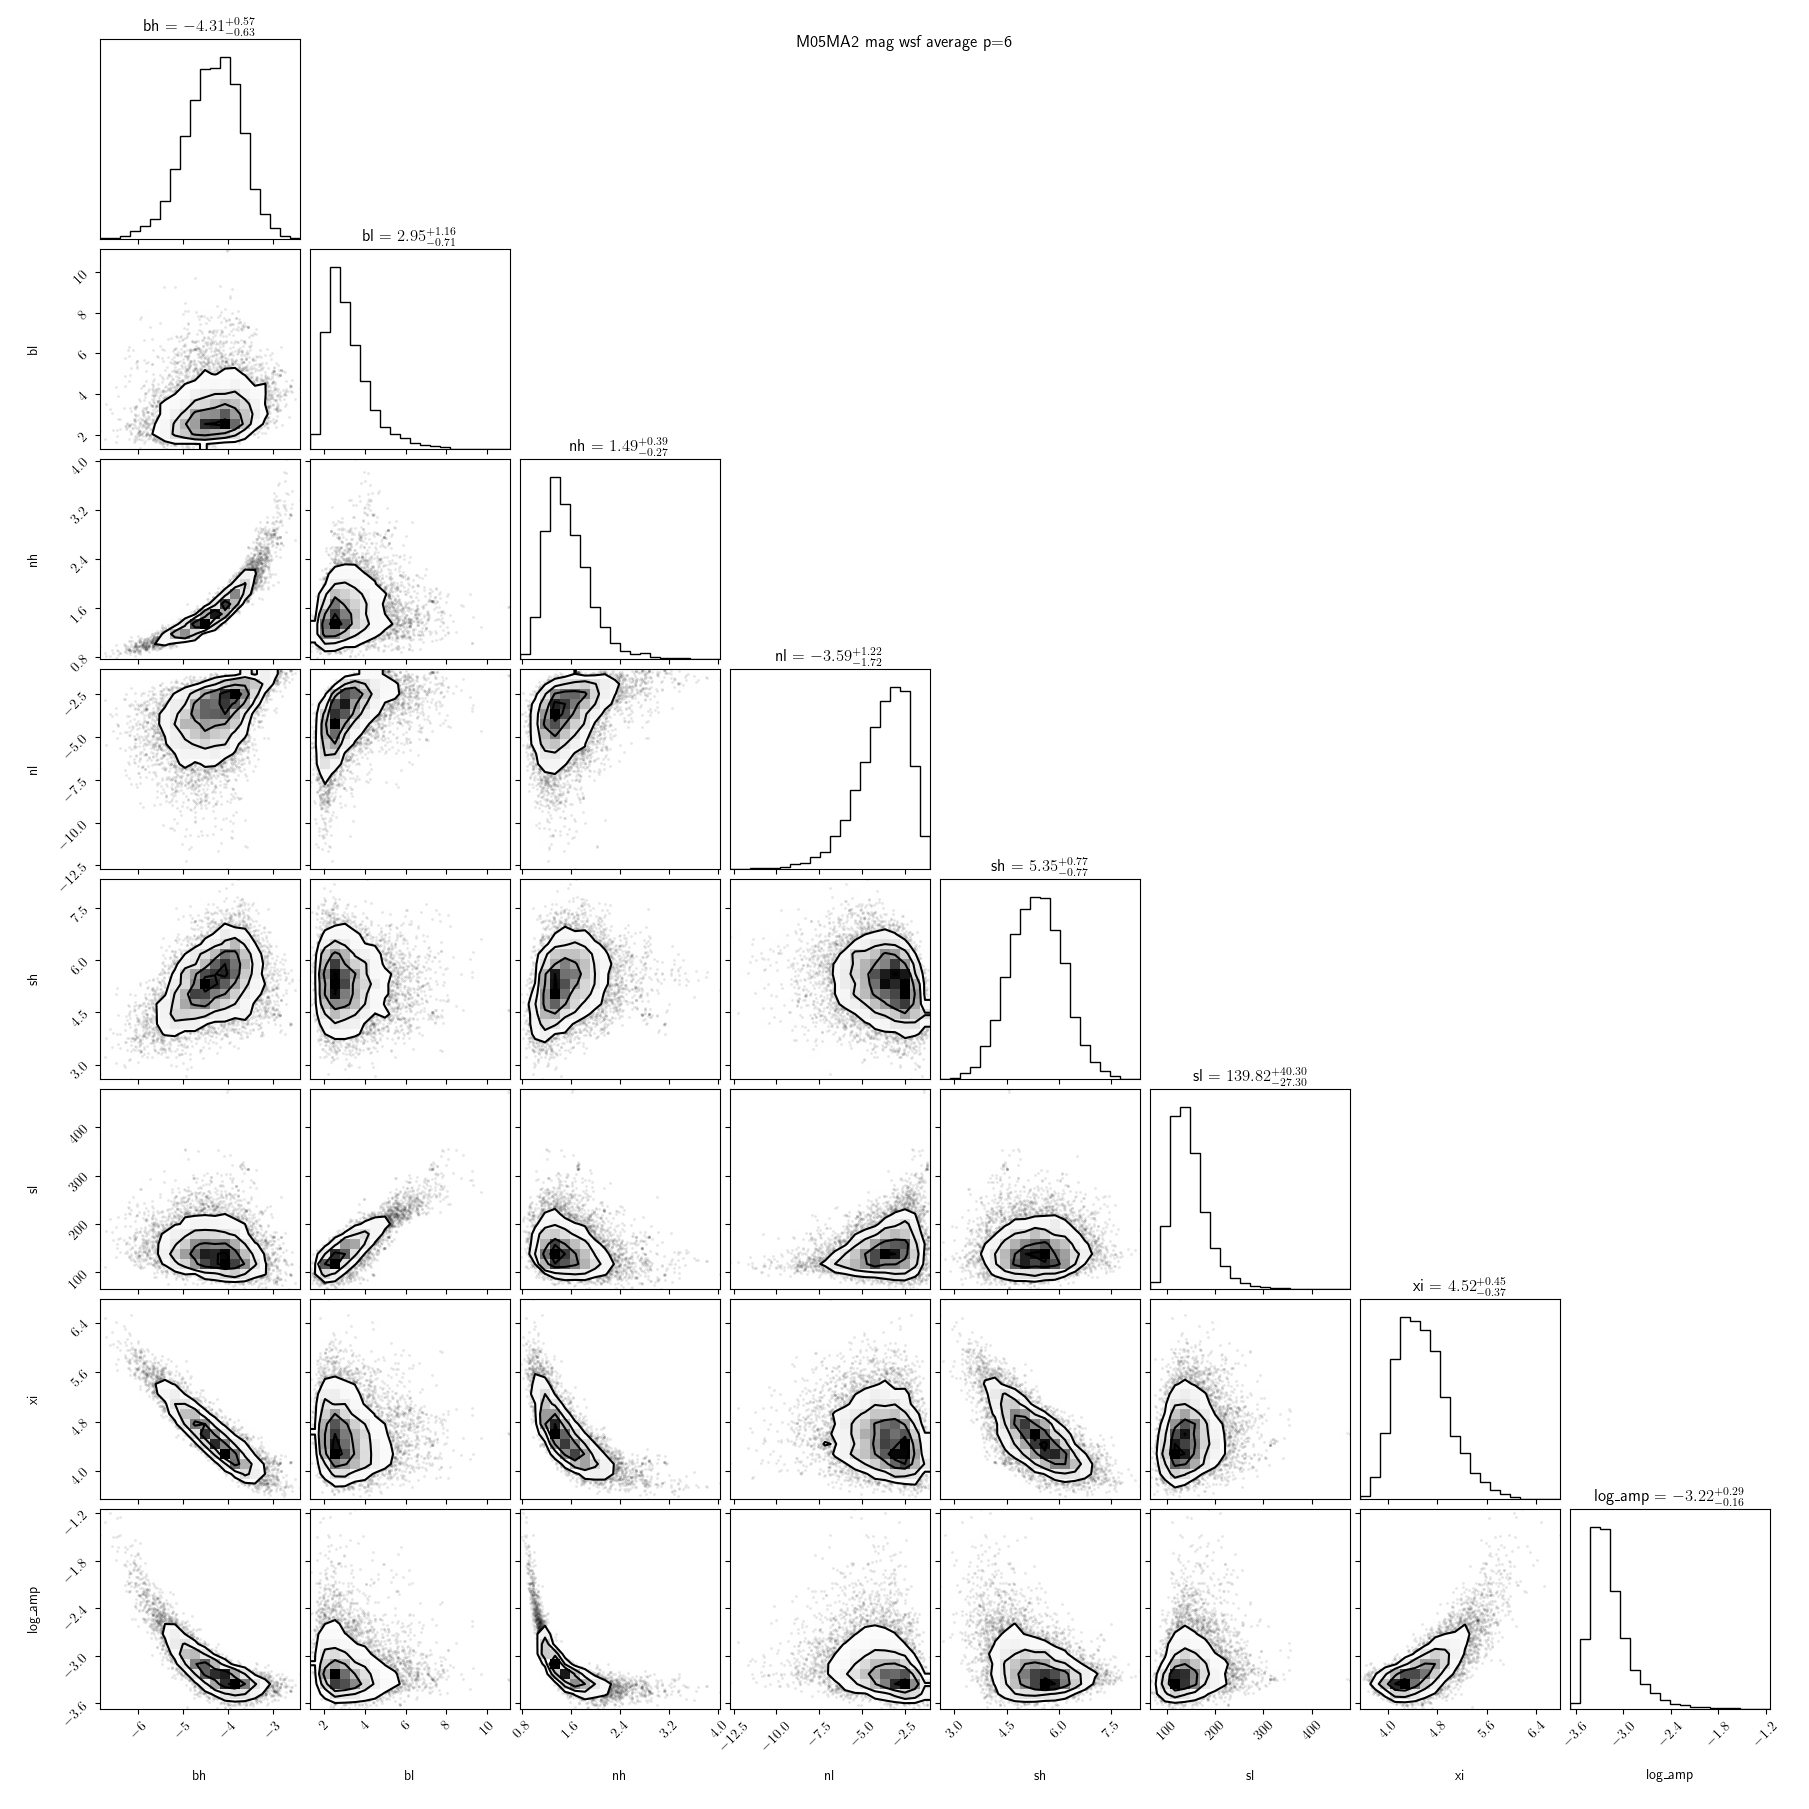 M05MA2 mag wsf average p=6
bh = −4.31 +0.57 −0.63
bl = 2.95 +1.16 −0.71
10
8
6
4
2
bl
nh = 1.49 +0.39 −0.27
4.0
3.2
2.4
1.6
0.8
nh
nl = −3.59 +1.22 −1.72
−2.5
−5.0
−7.5
−10.0
−12.5
nl
sh = 5.35 +0.77 −0.77
7.5
6.0
4.5
3.0
sh
sl = 139.82 +40.30 −27.30
400
300
200
100
sl
xi = 4.52 +0.45 −0.37
6.4
5.6
4.8
4.0
xi
log_amp = −3.22 +0.29 −0.16
−1.2
−1.8
−2.4
−3.0
−3.6
log_amp
−6 −5 −4 −3 2 4 6 8 10 0.8 1.6 2.4 3.2 4.0 −12.5 −10.0 −7.5 −5.0 −2.5 3.0 4.5 6.0 7.5 100 200 300 400 4.0 4.8 5.6 6.4 −3.6 −3.0 −2.4 −1.8 −1.2
bh bl nh nl sh sl xi log_amp